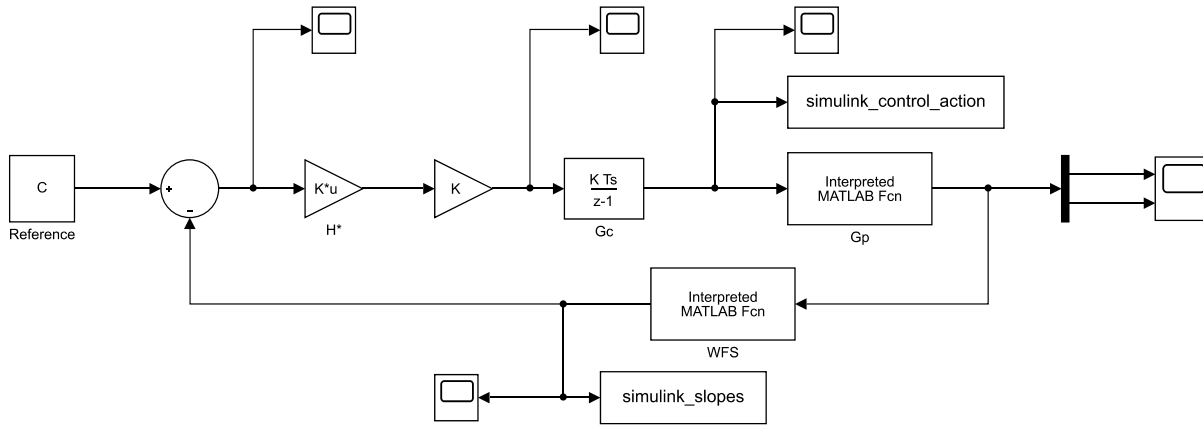 simulink_control_action
C
+
-
Reference
K*u
H*
K
K Ts
z-1
Gc
Interpreted
MATLAB Fcn
Gp
Interpreted
MATLAB Fcn
WFS
simulink_slopes